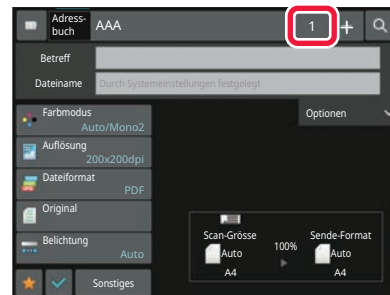 Adress-
buch
AAA
1
Betreff
Dateiname
Durch Systemeinstellungen festgelegt
Optionen
Farbmodus
Auto/Mono2
Auflösung
200x200dpi
Dateiformat
PDF
Original
Belichtung
Auto
Sonstiges
Scan-Grösse
100%
Sende-Format
Auto
Auto
A4
A4